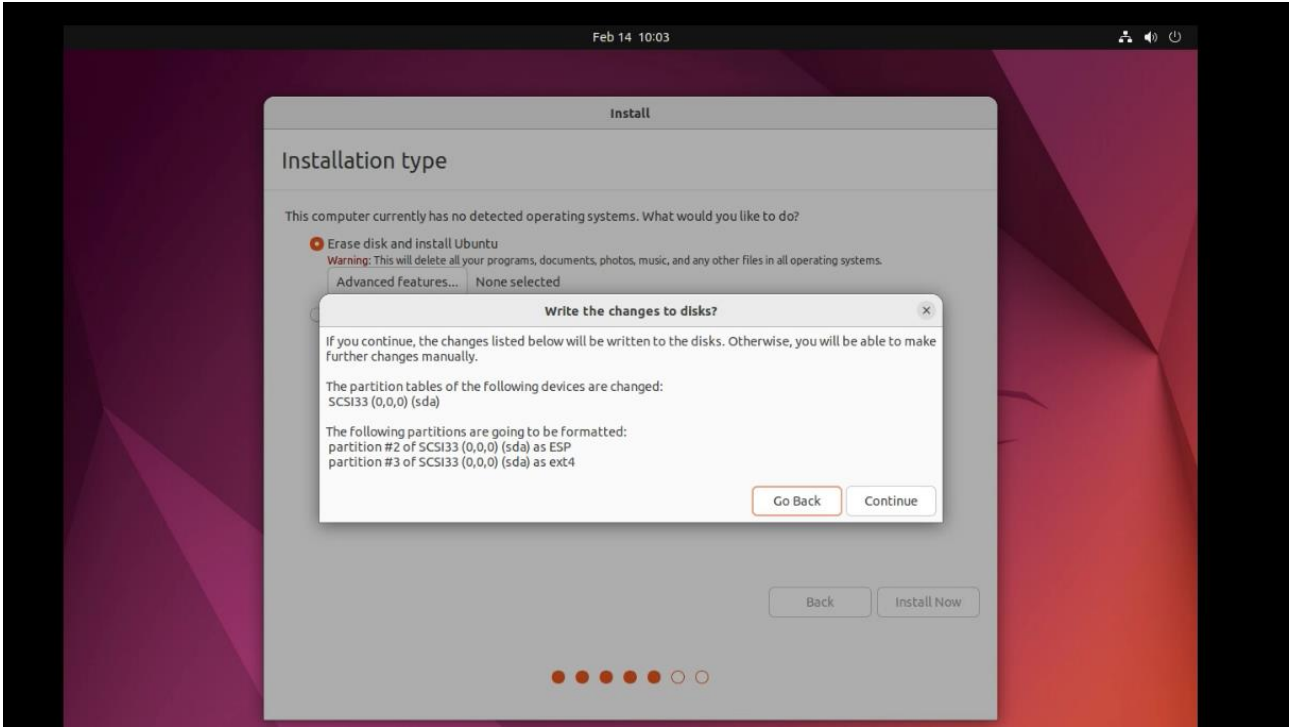 Feb 14 10:03
Install
Installation type
This computer currently has no detected operating systems. What would you like to do?
Erase disk and install Ubuntu
Warning: This will delete all your programs, documents, photos, music, and any other files in all operating systems.
Advanced features... None selected
Write the changes to disks?
If you continue, the changes listed below will be written to the disks. Otherwise, you will be able to make
further changes manually.
The partition tables of the following devices are changed:
SCSI33 (0,0,0) (sda)
The following partitions are going to be formatted:
partition #2 of SCSI33 (0,0,0) (sda) as ESP
partition #3 of SCSI33 (0,0,0) (sda) as ext4
Go Back Continue
Back Install Now